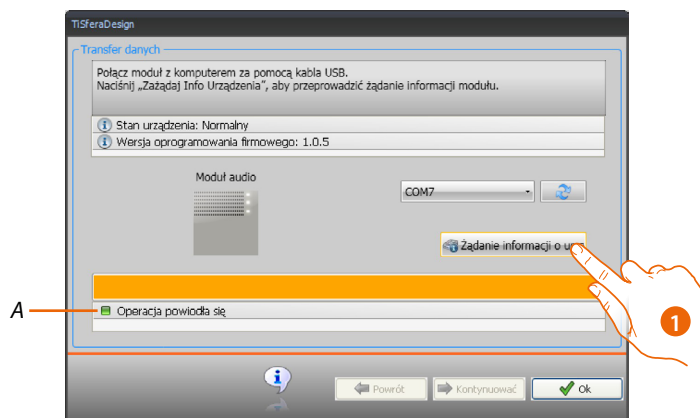 TiSferaDesign
Transfer danych
Połącz moduł z komputerem za pomocą kabla USB.
Naciśnij „Zażądaj Info Urządzenia”, aby przeprowadzić żądanie informacji modułu.
Stan urządzenia: Normalny
Wersja oprogramowania firmowego: 1.0.5
Moduł audio
COM7
Żądanie informacji o
A
Operacja powiodła się
1
Powrót
Kontynuować
Ok